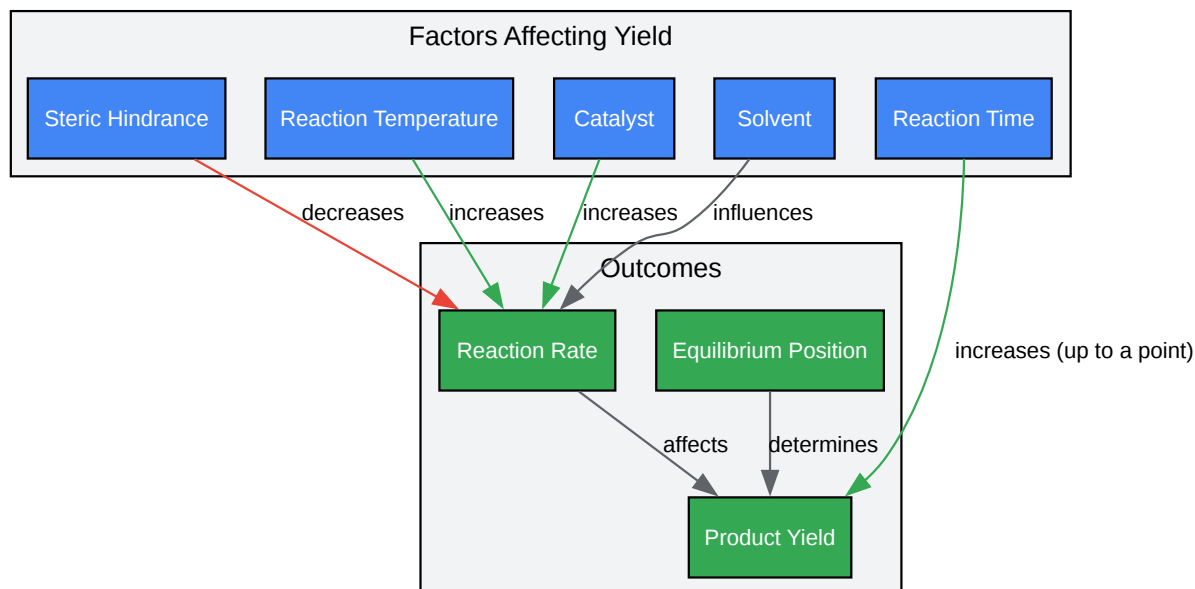 Factors Affecting Yield
Steric Hindrance
Reaction Temperature
Catalyst
Solvent
Reaction Time
decreases
increases
increases
influences
Outcomes
Reaction Rate
Equilibrium Position
increases (up to a point)
affects
determines
Product Yield